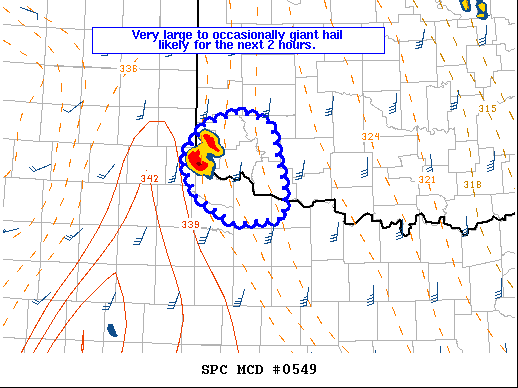 Very large to occasionally giant hail
likely for the next 2 hours.
336
315
324
342
321
318
339
SPC MCD #0549